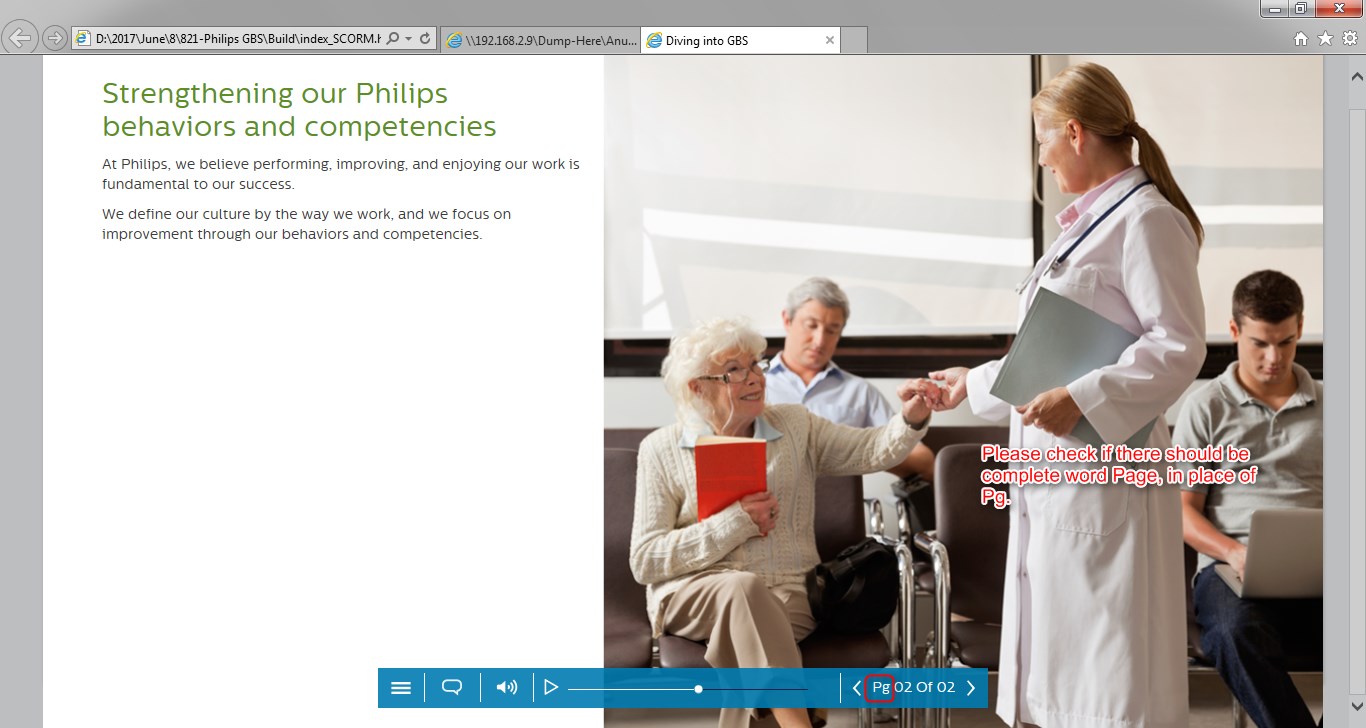 D:\2017\June\8\821-Philips GBS\Build\index_SCORM.h
\\192.168.2.9\Dump-Here\Anu...
Diving into GBS
Strengthening our Philips
behaviors and competencies
At Philips, we believe performing, improving, and enjoying our work is
fundamental to our success.
We define our culture by the way we work, and we focus on
improvement through our behaviors and competencies.
Please check if there should be
complete word Page, in place of
Pg.
Pg 02 Of 02